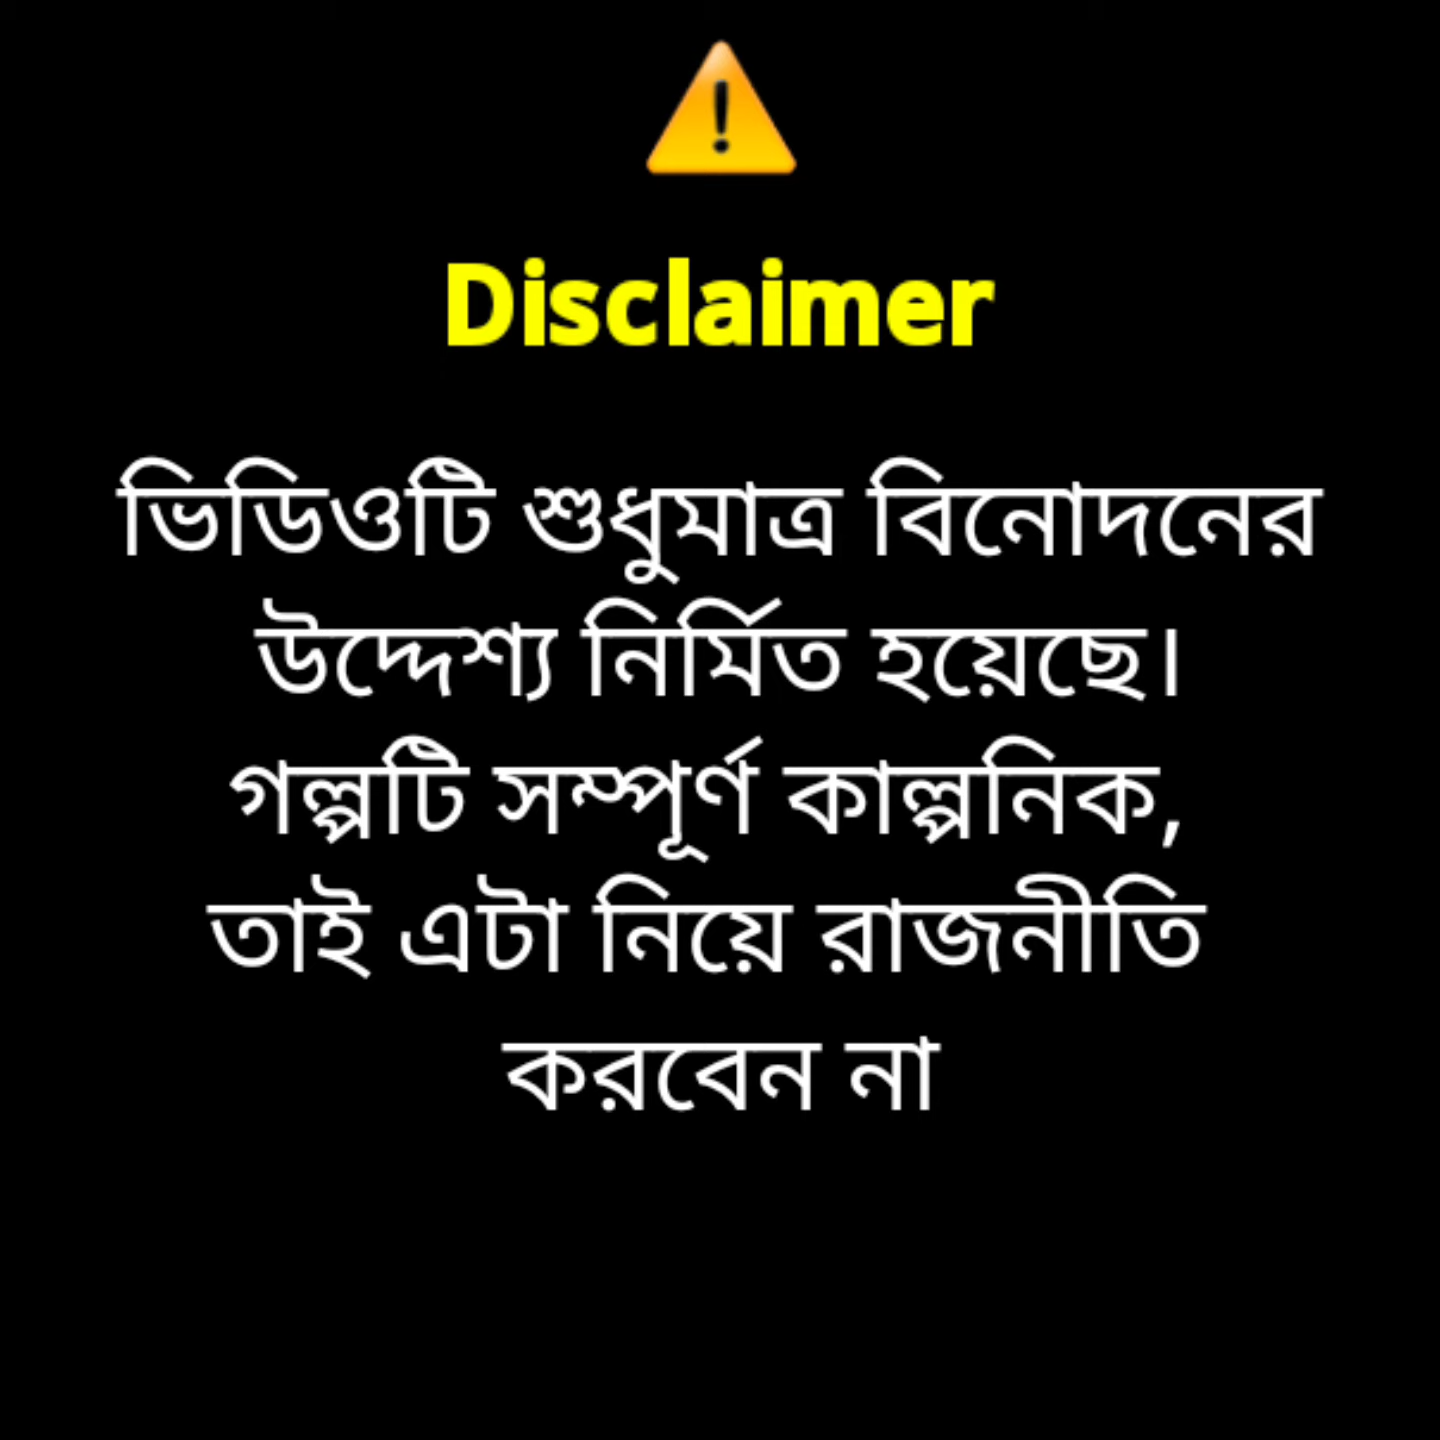 Disclaimer
ভিডিওটি শুধুমাত্র বিনোদনের
উদ্দেশ্য নির্মিত হয়েছে।
গল্পটি সম্পূর্ণ কাল্পনিক,
তাই এটা নিয়ে রাজনীতি
করবেন না